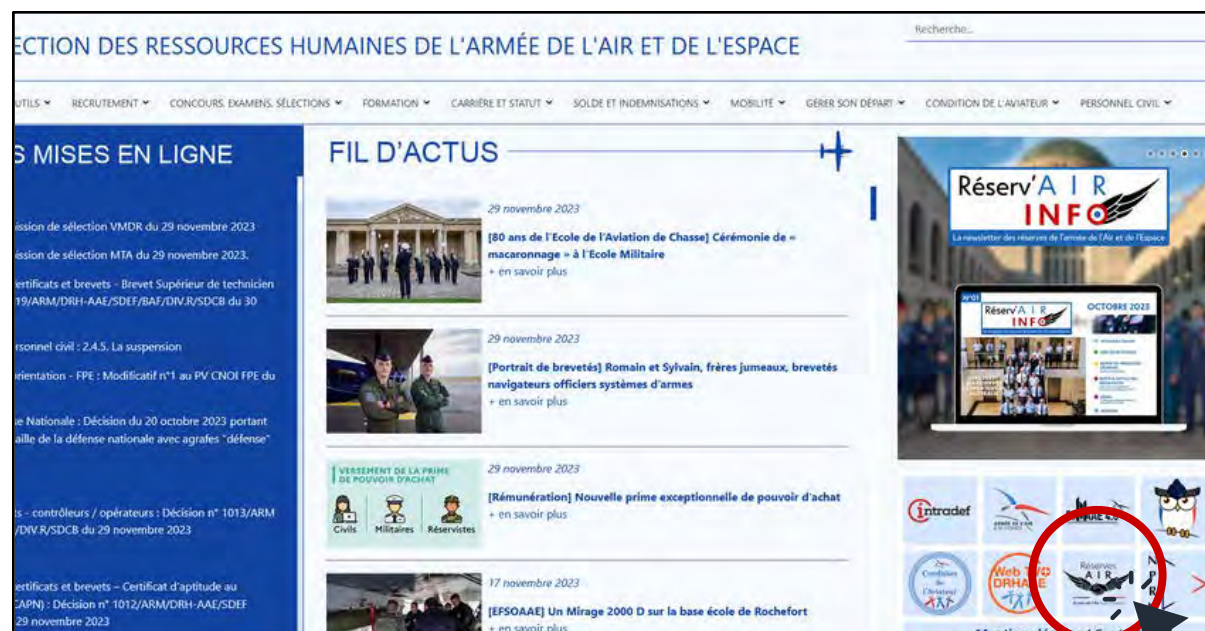 ECTION DES RESSOURCES HUMAINES DE L'ARMÉE DE L'AIR ET DE L'ESPACE
Recherche...
UTILS
RECRUTEMENT
CONCOURS, EXAMENS, SÉLECTIONS
FORMATION
CARRIÈRE ET STATUT
SOLDE ET INDEMNISATIONS
MOBILITÉ
GÉRER SON DÉPART
CONDITION DE L'AVIATEUR
PERSONNEL CIVIL
S MISES EN LIGNE
ission de sélection VMDR du 29 novembre 2023
ission de sélection MTA du 29 novembre 2023.
ertificats et brevets - Brevet Supérieur de technicien
19/ARM/DRH-AAE/SDEF/BAF/DIV.R/SDCB du 30
rsonnel civil : 2.4.5. La suspension
orientation - FPE : Modificatif n°1 au PV CNOI FPE du
se Nationale : Décision du 20 octobre 2023 portant
aille de la défense nationale avec agrafes "défense"
ts - contrôleurs / opérateurs : Décision n° 1013/ARM
/DIV.R/SDCB du 29 novembre 2023
ertificats et brevets – Certificat d'aptitude au
CAPN) : Décision n° 1012/ARM/DRH-AAE/SDEF
29 novembre 2023
FIL D'ACTUS
29 novembre 2023
[80 ans de l'Ecole de l'Aviation de Chasse] Cérémonie de «
macaronnage » à l'Ecole Militaire
+ en savoir plus
29 novembre 2023
[Portrait de brevetés] Romain et Sylvain, frères jumeaux, brevetés
navigateurs officiers systèmes d'armes
+ en savoir plus
VERSEMENT DE LA PRIME
DE POUVOIR D'ACHAT
Civils Militaires Réservistes
29 novembre 2023
[Rémunération] Nouvelle prime exceptionnelle de pouvoir d'achat
+ en savoir plus
17 novembre 2023
[EFSOAAE] Un Mirage 2000 D sur la base école de Rochefort
+ en savoir plus
Réserv'AIR
INFO
La newsletter des réserves de l'armée de l'Air et de l'Espace
N°01
Réserv'AIR
INFO
OCTOBRE 2023
intradef
ARMÉE DE L'AIR
Condition
de
l'Aviateur
Web TV
DRHAAE
Réserves
AIR
N
P
R